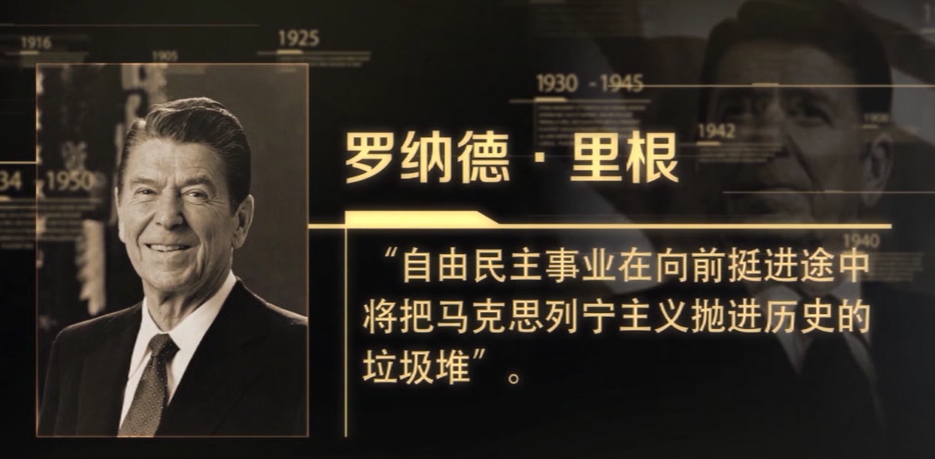 1916
1905
1925
1930 - 1945
1942
1908
34 - 1950
1940
罗纳德·里根
“自由民主事业在向前挺进途中
将把马克思列宁主义抛进历史的
垃圾堆”。